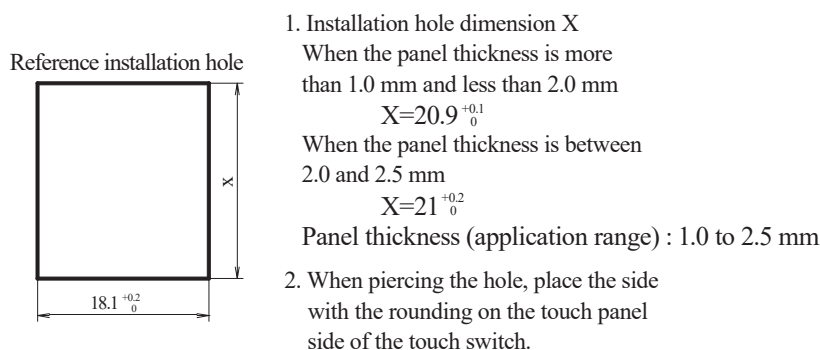 Reference installation hole
X
18.1 +0.2 0
1. Installation hole dimension X
When the panel thickness is more
than 1.0 mm and less than 2.0 mm
X=20.9 +0.1 0
When the panel thickness is between
2.0 and 2.5 mm
X=21 +0.2 0
Panel thickness (application range) : 1.0 to 2.5 mm
2. When piercing the hole, place the side
with the rounding on the touch panel
side of the touch switch.